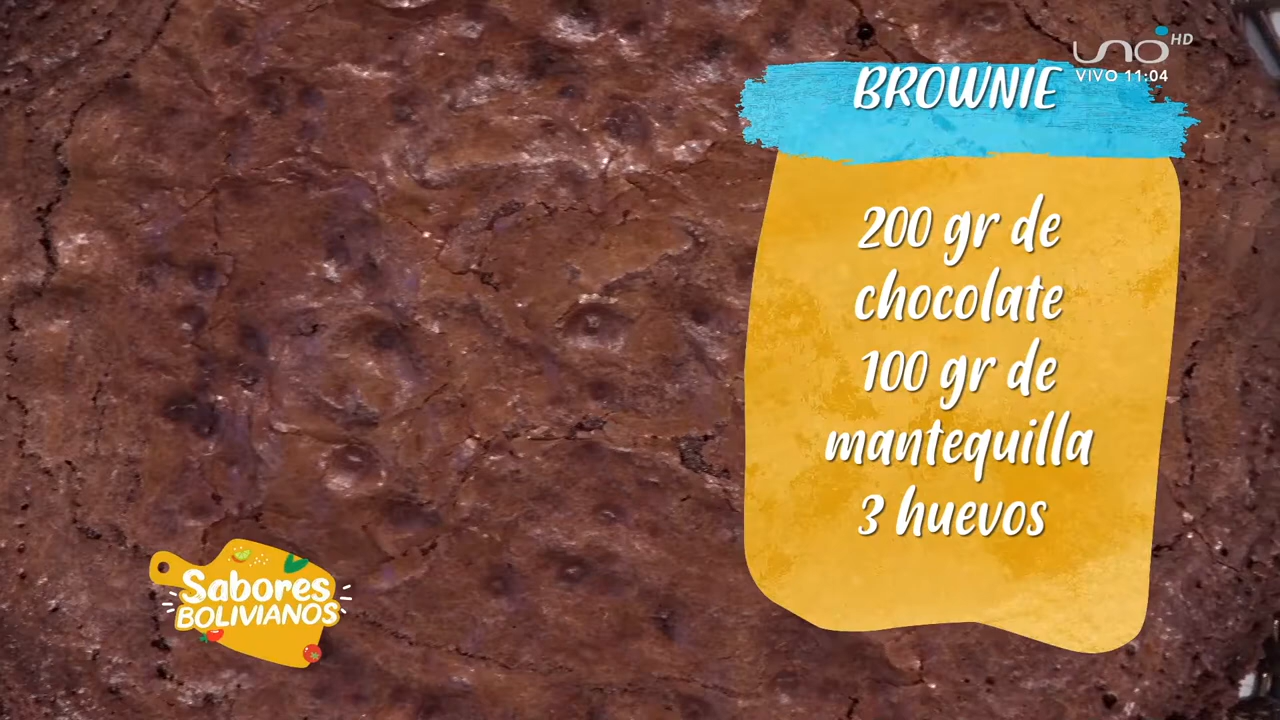 UNO HD
VIVO 11:04
BROWNIE
200 gr de
chocolate
100 gr de
mantequilla
3 huevos
Sabores
BOLIVIANOS